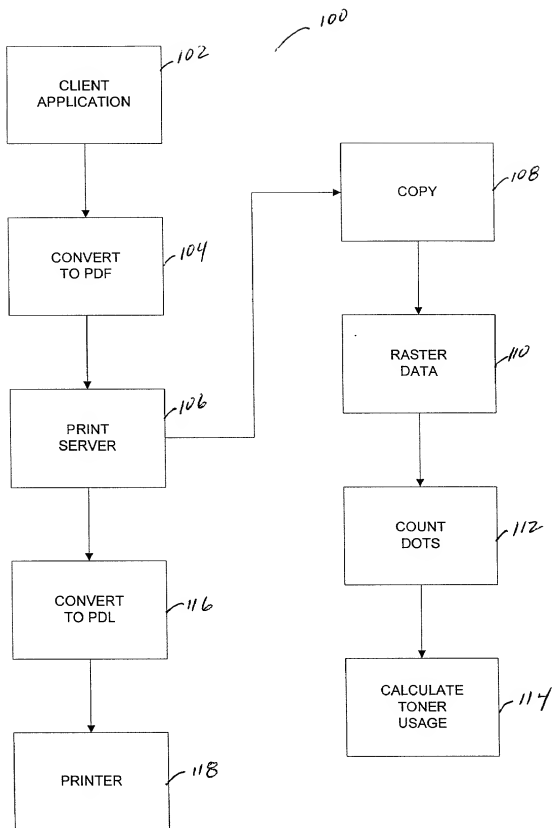 100
102
CLIENT
APPLICATION
CONVERT
TO PDF
104
PRINT
SERVER
106
CONVERT
TO PDL
116
PRINTER
118
COPY
108
RASTER
DATA
110
COUNT
DOTS
112
CALCULATE
TONER
USAGE
114